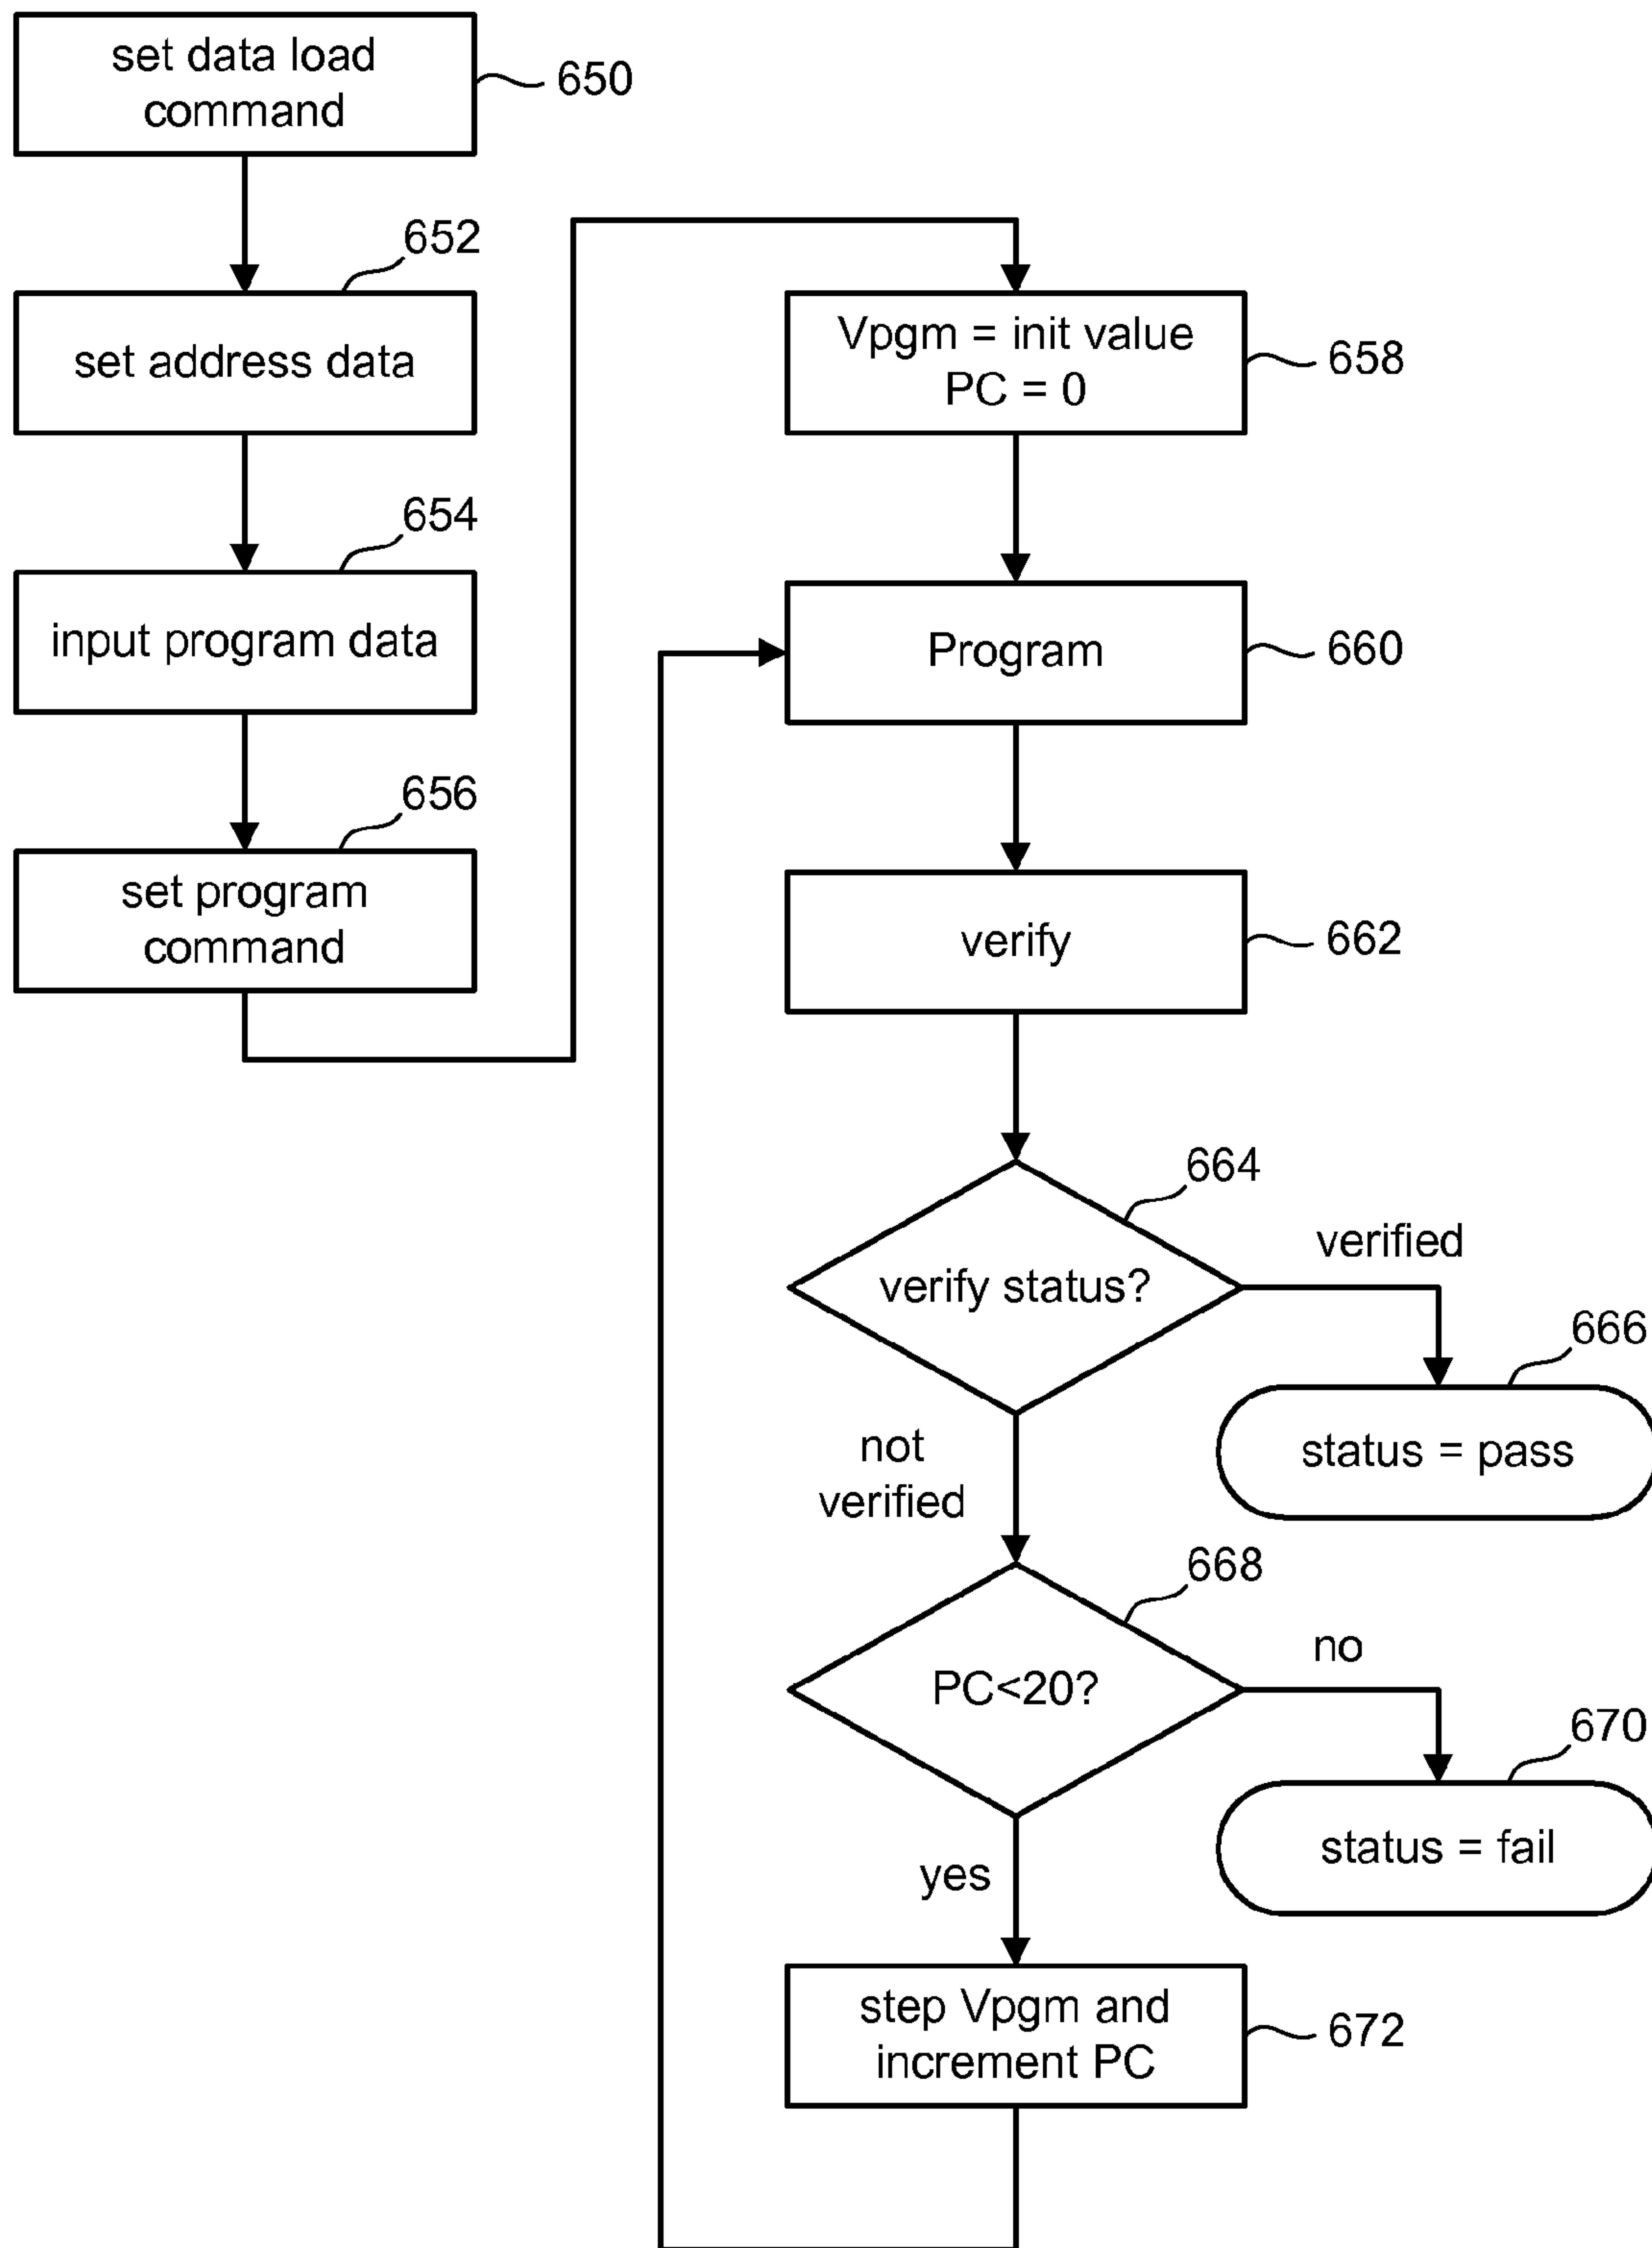 set data load
command
650
652
set address data
654
input program data
656
set program
command
Vpgm = init value
PC = 0
658
Program
660
verify
662
664
verify status?
verified
666
status = pass
not
verified
668
PC<20?
no
670
status = fail
yes
step Vpgm and
increment PC
672